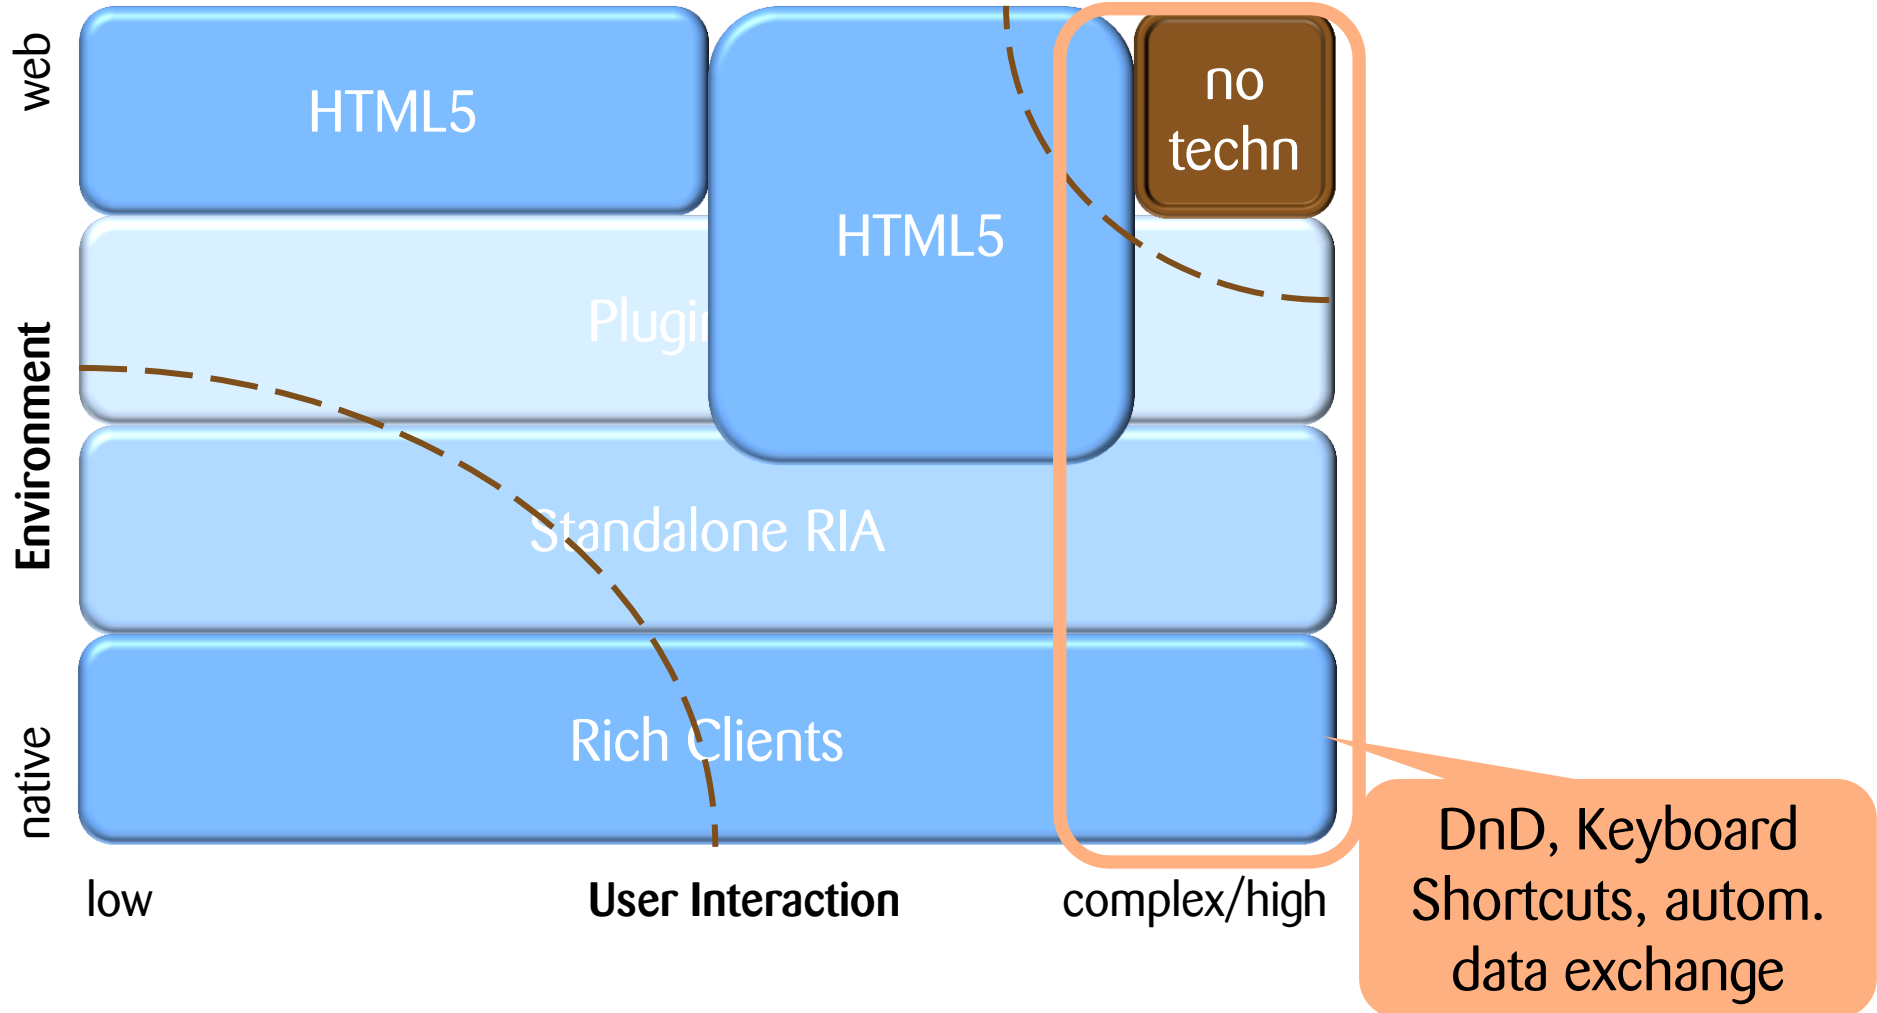 web
HTML5
HTML5
no
techn
Environment
Standalone RIA
native
Rich Clients
low
User Interaction
complex/high
DnD, Keyboard
Shortcuts, autom.
data exchange